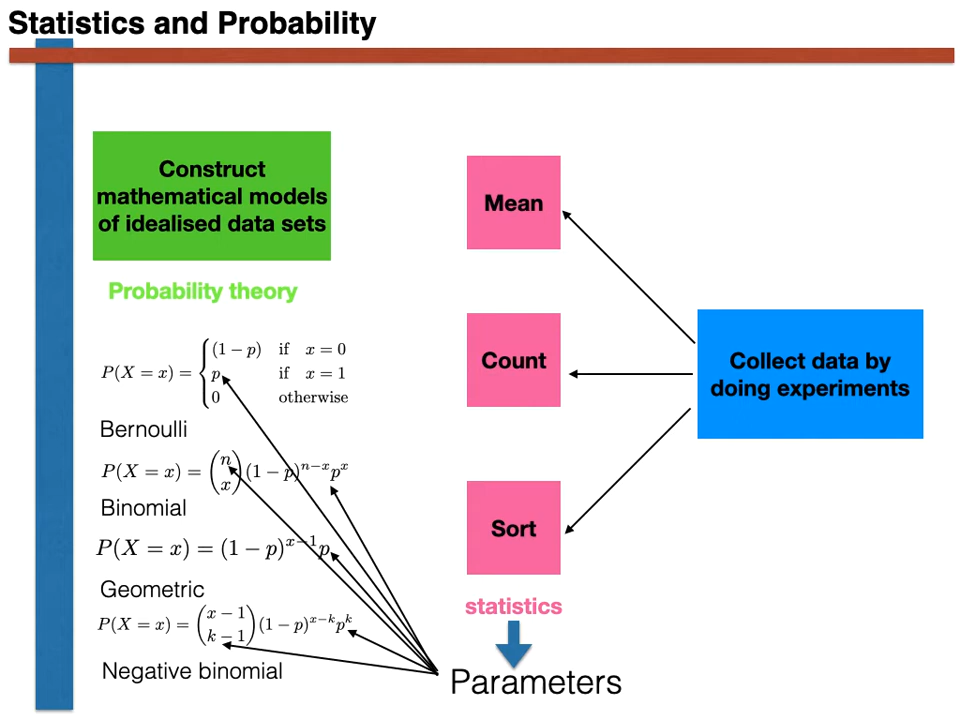 Statistics and Probability
Construct
mathematical models
of idealised data sets
Probability theory
P(X = x) = { (1 − p) if x = 0
p if x = 1
0 otherwise
Bernoulli
P(X = x) = (n x) (1 − p)^{n−x} p^x
Binomial
P(X = x) = (1 − p)^{x−1} p
Geometric
P(X = x) = (x − 1 k − 1) (1 − p)^{x−k} p^k
Negative binomial
Mean
Count
Sort
statistics
Parameters
Collect data by
doing experiments